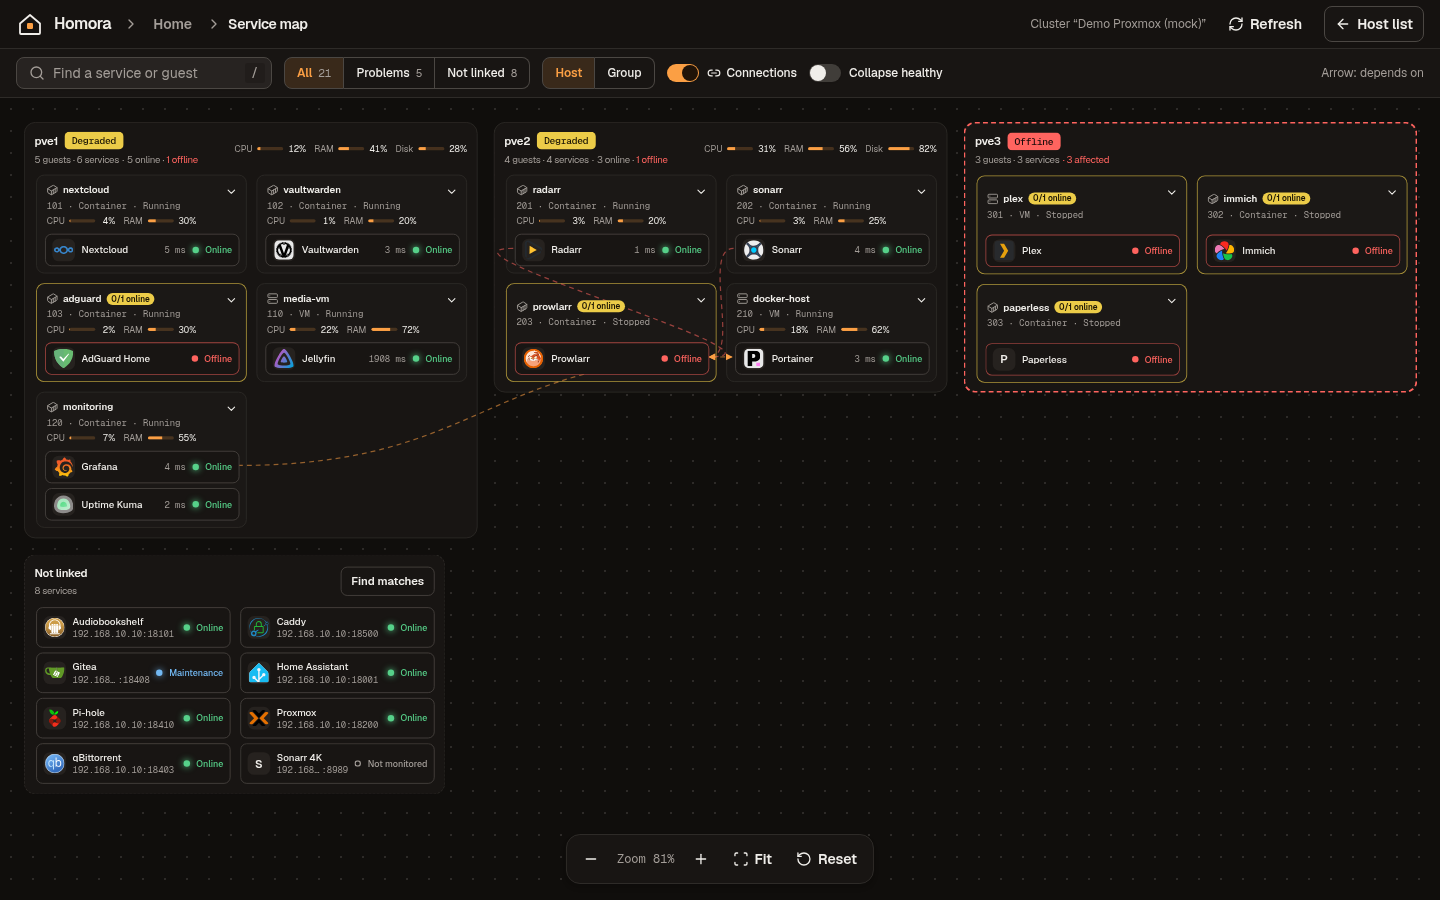 Homora > Home > Service map
Cluster “Demo Proxmox (mock)” Refresh Host list
Find a service or guest /
All 21 Problems 5 Not linked 8
Host Group
Connections Collapse healthy
Arrow: depends on
pve1 Degraded
5 guests · 6 services · 5 online · 1 offline
CPU 12% RAM 41% Disk 28%
nextcloud
101 · Container · Running
CPU 4% RAM 30%
Nextcloud 5 ms Online
vaultwarden
102 · Container · Running
CPU 1% RAM 20%
Vaultwarden 3 ms Online
adguard 0/1 online
103 · Container · Running
CPU 2% RAM 30%
AdGuard Home Offline
media-vm
110 · VM · Running
CPU 22% RAM 72%
Jellyfin 1908 ms Online
monitoring
120 · Container · Running
CPU 7% RAM 55%
Grafana 4 ms Online
Uptime Kuma 2 ms Online
pve2 Degraded
4 guests · 4 services · 3 online · 1 offline
CPU 31% RAM 56% Disk 82%
radarr
201 · Container · Running
CPU 3% RAM 20%
Radarr 1 ms Online
sonarr
202 · Container · Running
CPU 3% RAM 25%
Sonarr 4 ms Online
prowlarr 0/1 online
203 · Container · Stopped
Prowlarr Offline
docker-host
210 · VM · Running
CPU 18% RAM 62%
Portainer 3 ms Online
pve3 Offline
3 guests · 3 services · 3 affected
plex 0/1 online
301 · VM · Stopped
Plex Offline
immich 0/1 online
302 · Container · Stopped
Immich Offline
paperless 0/1 online
303 · Container · Stopped
P Paperless Offline
Not linked
8 services
Find matches
Audiobookshelf
192.168.10.10:18101 Online
Caddy
192.168.10.10:18500 Online
Gitea
192.168… :18408 Maintenance
Home Assistant
192.168.10.10:18001 Online
Pi-hole
192.168.10.10:18410 Online
Proxmox
192.168.10.10:18200 Online
qb qBittorrent
192.168.10.10:18403 Online
S Sonarr 4K
192.168… :8989 Not monitored
Zoom 81% Fit Reset